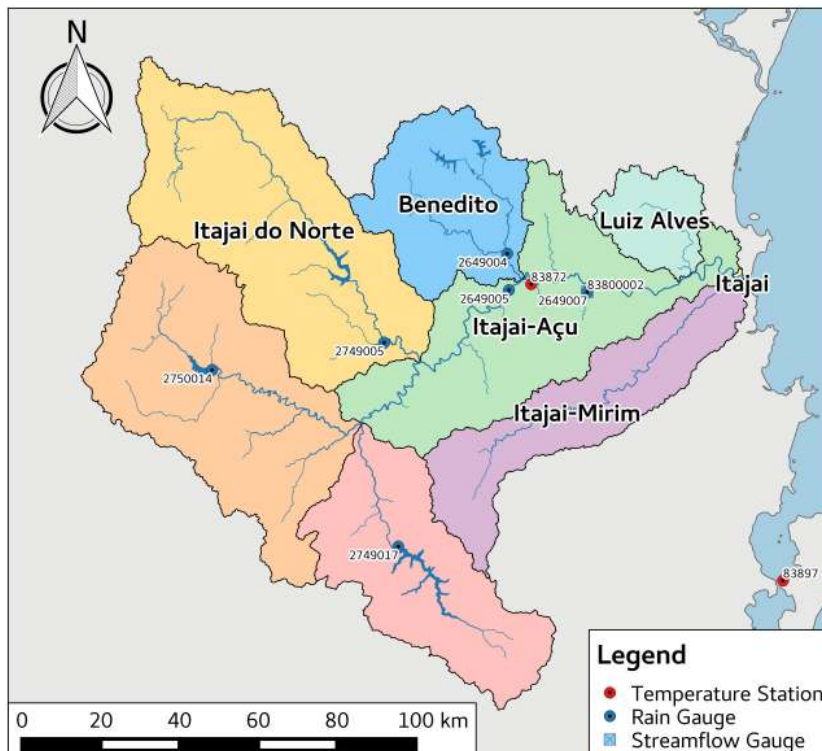 N
Benedito
Luiz Alves
Itajai do Norte
2649004
83872
83800002
Itajai
2649005
2649007
Itajai-Açu
2749005
2750014
Itajai-Mirim
2749017
83897
Legend
Temperature Station
Rain Gauge
Streamflow Gauge
0 20 40 60 80 100 km